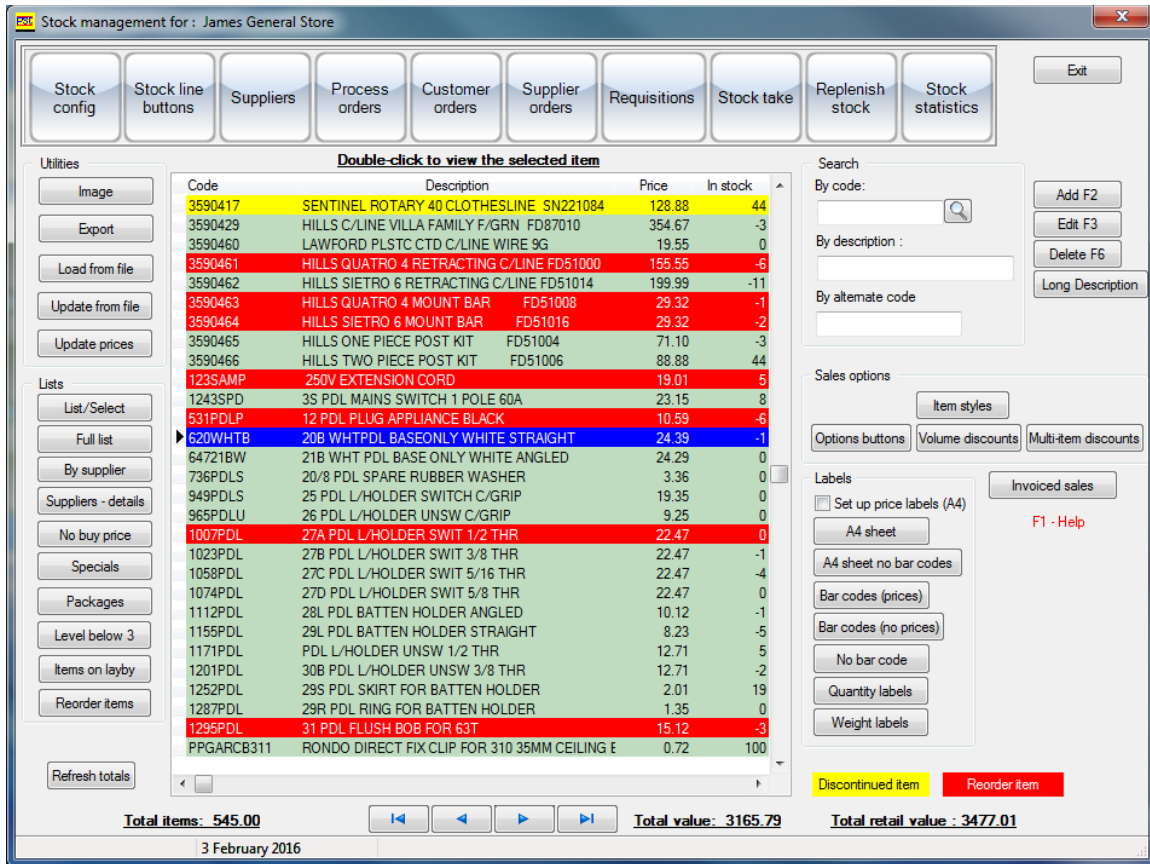 PSC Stock management for : James General Store
X
Stock config
Stock line buttons
Suppliers
Process orders
Customer orders
Supplier orders
Requisitions
Stock take
Replenish stock
Stock statistics
Exit
Utilities
Image
Export
Load from file
Update from file
Update prices
Lists
List/Select
Full list
By supplier
Suppliers - details
No buy price
Specials
Packages
Level below 3
Items on layby
Reorder items
Refresh totals
Double-click to view the selected item
Code Description Price In stock
3590417 SENTINEL ROTARY 40 CLOTHESLINE SN221084 128.88 44
3590429 HILLS C/LINE VILLA FAMILY F/GRN FD87010 354.67 -3
3590460 LAWFORD PLSTC CTD C/LINE WIRE 9G 19.55 0
3590461 HILLS QUATRO 4 RETRACTING C/LINE FD51000 155.55 -6
3590462 HILLS SIETRO 6 RETRACTING C/LINE FD51014 199.99 -11
3590463 HILLS QUATRO 4 MOUNT BAR FD51008 29.32 -1
3590464 HILLS SIETRO 6 MOUNT BAR FD51016 29.32 -2
3590465 HILLS ONE PIECE POST KIT FD51004 71.10 -3
3590466 HILLS TWO PIECE POST KIT FD51006 88.88 44
123SAMP 250V EXTENSION CORD 19.01 5
1243SPD 3S PDL MAINS SWITCH 1 POLE 60A 23.15 8
531PDLP 12 PDL PLUG APPLIANCE BLACK 10.59 -6
620WHTB 20B WHTPDL BASEONLY WHITE STRAIGHT 24.39 -1
64721BW 21B WHT PDL BASE ONLY WHITE ANGLED 24.29 0
736PDLS 20/8 PDL SPARE RUBBER WASHER 3.36 0
949PDLS 25 PDL L/HOLDER SWITCH C/GRIP 19.35 0
965PDLU 26 PDL L/HOLDER UNSW C/GRIP 9.25 0
1007PDL 27A PDL L/HOLDER SWIT 1/2 THR 22.47 0
1023PDL 27B PDL L/HOLDER SWIT 3/8 THR 22.47 -1
1058PDL 27C PDL L/HOLDER SWIT 5/16 THR 22.47 -4
1074PDL 27D PDL L/HOLDER SWIT 5/8 THR 22.47 0
1112PDL 28L PDL BATTEN HOLDER ANGLED 10.12 -1
1155PDL 29L PDL BATTEN HOLDER STRAIGHT 8.23 -5
1171PDL PDL L/HOLDER UNSW 1/2 THR 12.71 5
1201PDL 30B PDL L/HOLDER UNSW 3/8 THR 12.71 -2
1252PDL 29S PDL SKIRT FOR BATTEN HOLDER 2.01 19
1287PDL 29R PDL RING FOR BATTEN HOLDER 1.35 0
1295PDL 31 PDL FLUSH BOB FOR 63T 15.12 -3
PPGARCB311 RONDO DIRECT FIX CLIP FOR 310 35MM CEILING 0.72 100
Search
By code:
By description :
By alternate code
Add F2
Edit F3
Delete F6
Long Description
Sales options
Item styles
Options buttons
Volume discounts
Multi-item discounts
Labels
Set up price labels (A4)
A4 sheet
A4 sheet no bar codes
Bar codes (prices)
Bar codes (no prices)
No bar code
Quantity labels
Weight labels
Invoiced sales
F1 - Help
Discontinued item
Reorder item
Total items: 545.00
Total value: 3165.79
Total retail value : 3477.01
3 February 2016